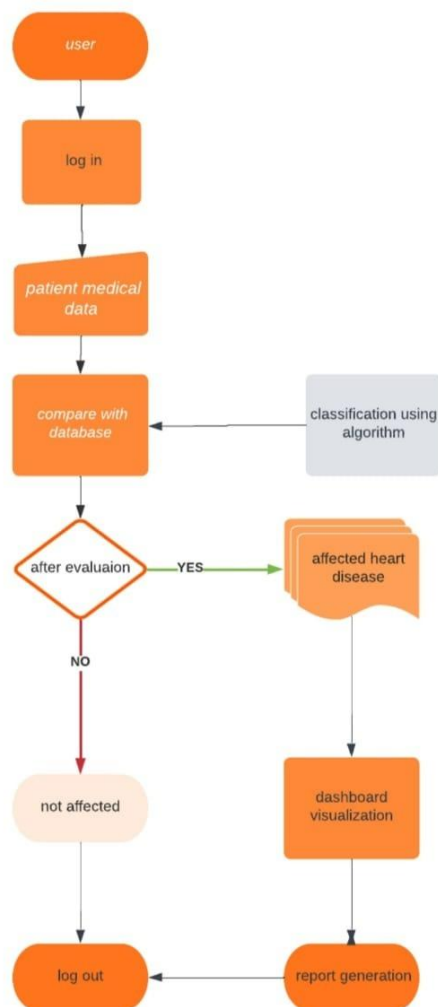 user
log in
patient medical
data
compare with
database
classification using
algorithm
after evaluaion
YES
affected heart
disease
NO
not affected
dashboard
visualization
log out
report generation